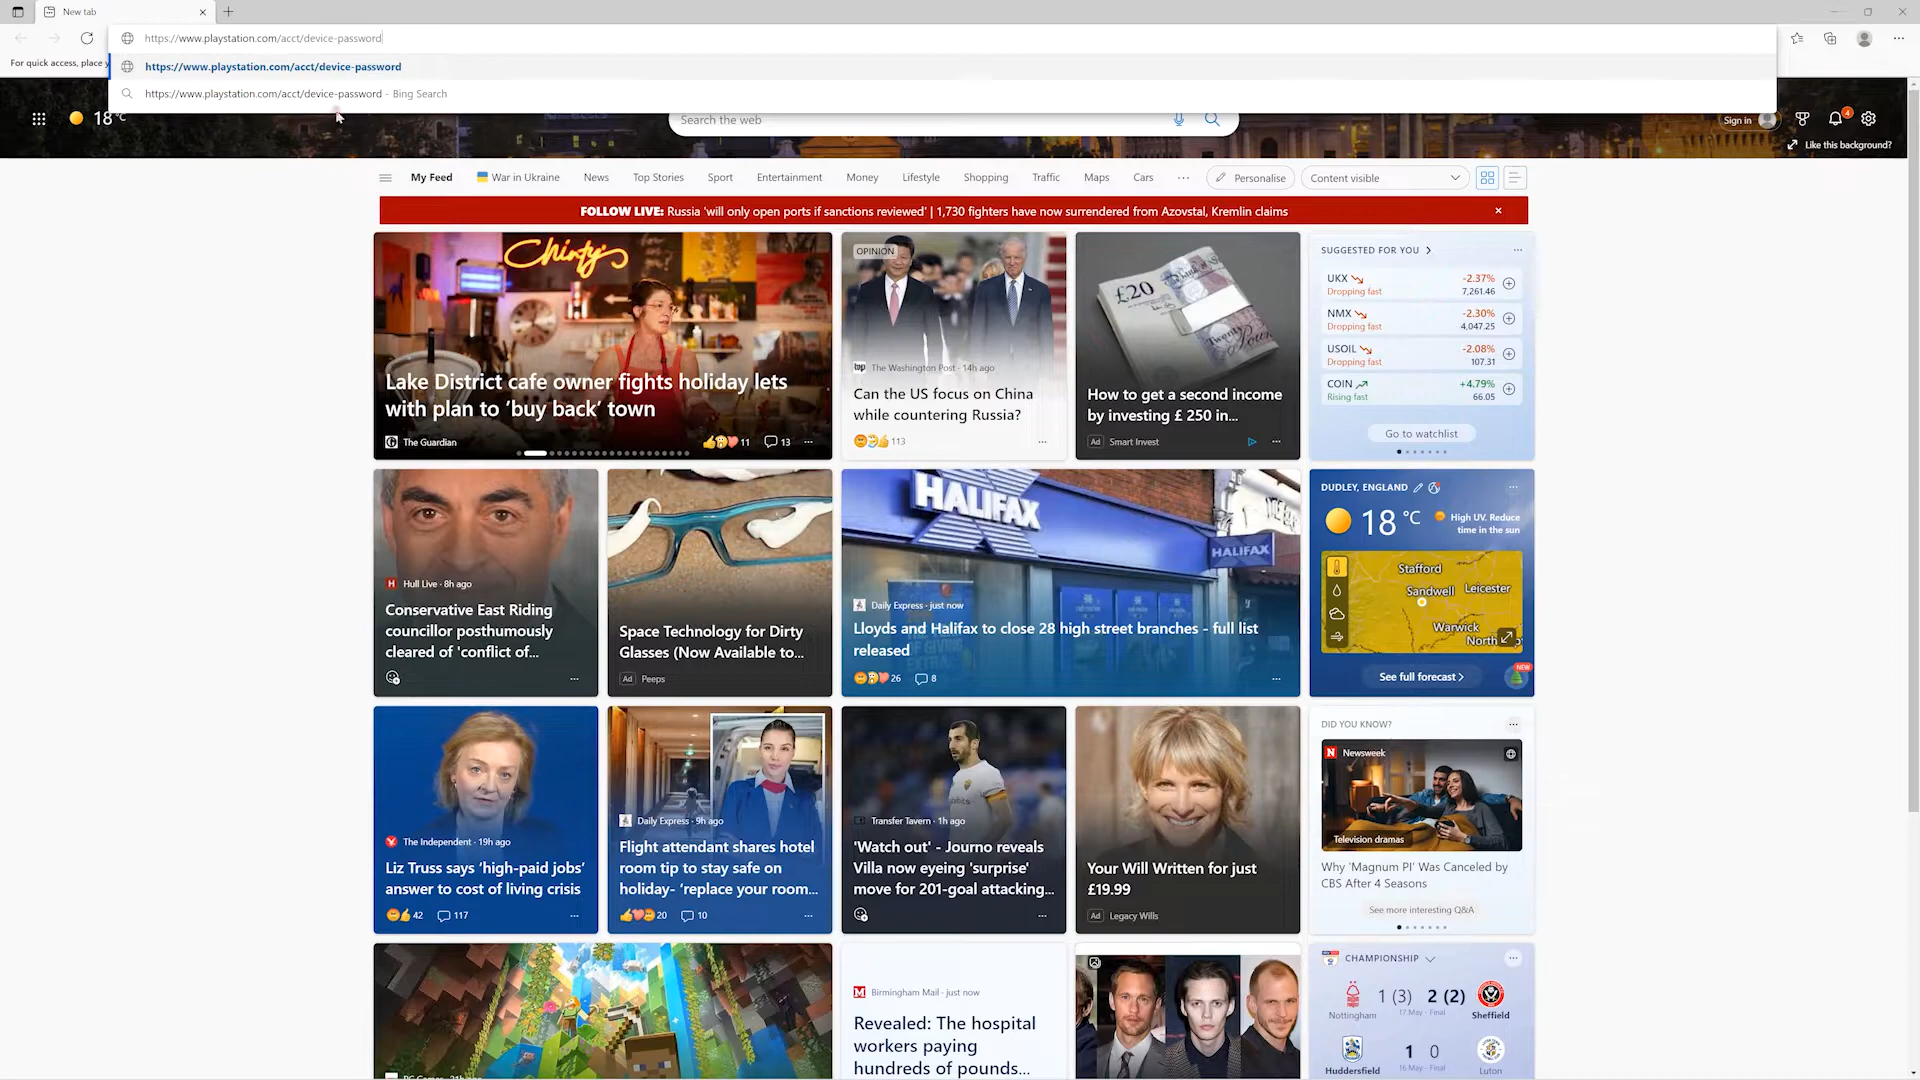 New tab
https://www.playstation.com/acct/device-password
For quick access, place y
https://www.playstation.com/acct/device-password
https://www.playstation.com/acct/device-password - Bing Search
18 °C
Search the web
Sign in
4
Like this background?
My Feed
War in Ukraine
News
Top Stories
Sport
Entertainment
Money
Lifestyle
Shopping
Traffic
Maps
Cars
Personalise
Content visible
FOLLOW LIVE: Russia 'will only open ports if sanctions reviewed' | 1,730 fighters have now surrendered from Azovstal, Kremlin claims
Chinty
Lake District cafe owner fights holiday lets
with plan to 'buy back' town
The Guardian
11
13
OPINION
wp The Washington Post · 14h ago
Can the US focus on China
while countering Russia?
113
£20
How to get a second income
by investing £ 250 in...
Ad Smart Invest
SUGGESTED FOR YOU
UKX -2.37%
Dropping fast 7,261.46
NMX -2.30%
Dropping fast 4,047.25
USOIL -2.08%
Dropping fast 107.31
COIN +4.79%
Rising fast 66.05
Go to watchlist
H Hull Live · 8h ago
Conservative East Riding
councillor posthumously
cleared of 'conflict of...
Space Technology for Dirty
Glasses (Now Available to...
Ad Peeps
HALIFAX
HALIFAX
Daily Express · just now
Lloyds and Halifax to close 28 high street branches - full list
released
26
8
DUDLEY, ENGLAND
18 °C
High UV. Reduce
time in the sun
Stafford
Sandwell
Leicester
Warwick
North
See full forecast
NEW
The Independent · 19h ago
Liz Truss says 'high-paid jobs'
answer to cost of living crisis
42
117
Daily Express · 9h ago
Flight attendant shares hotel
room tip to stay safe on
holiday- 'replace your room...
20
10
Transfer Tavern · 1h ago
'Watch out' - Journo reveals
Villa now eyeing 'surprise'
move for 201-goal attacking...
Your Will Written for just
£19.99
Ad Legacy Wills
DID YOU KNOW?
N Newsweek
Television dramas
Why 'Magnum PI' Was Canceled by
CBS After 4 Seasons
See more interesting Q&A
M Birmingham Mail · just now
Revealed: The hospital
workers paying
hundreds of pounds...
CHAMPIONSHIP
1 (3) 2 (2)
Nottingham 17 May · Final Sheffield
1 0
Huddersfield 16 May · Final Luton